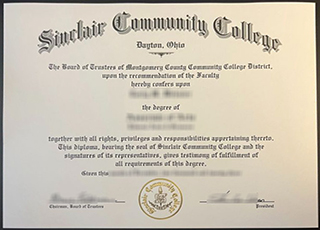 Sinclair Community College
Dayton, Ohio
The Board of Trustees of Montgomery County Community College District,
upon the recommendation of the Faculty
hereby confers upon
the degree of
together with all rights, privileges and responsibilities appertaining thereto.
This diploma, bearing the seal of Sinclair Community College and the
signatures of its representatives, gives testimony of fulfillment of
all requirements of this degree.
Given this
Chairman, Board of Trustees
President
Sinclair Community College